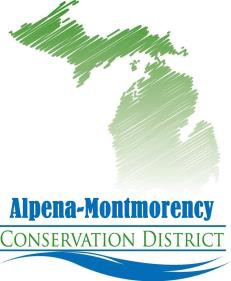 Alpena-Montmorency
CONSERVATION DISTRICT